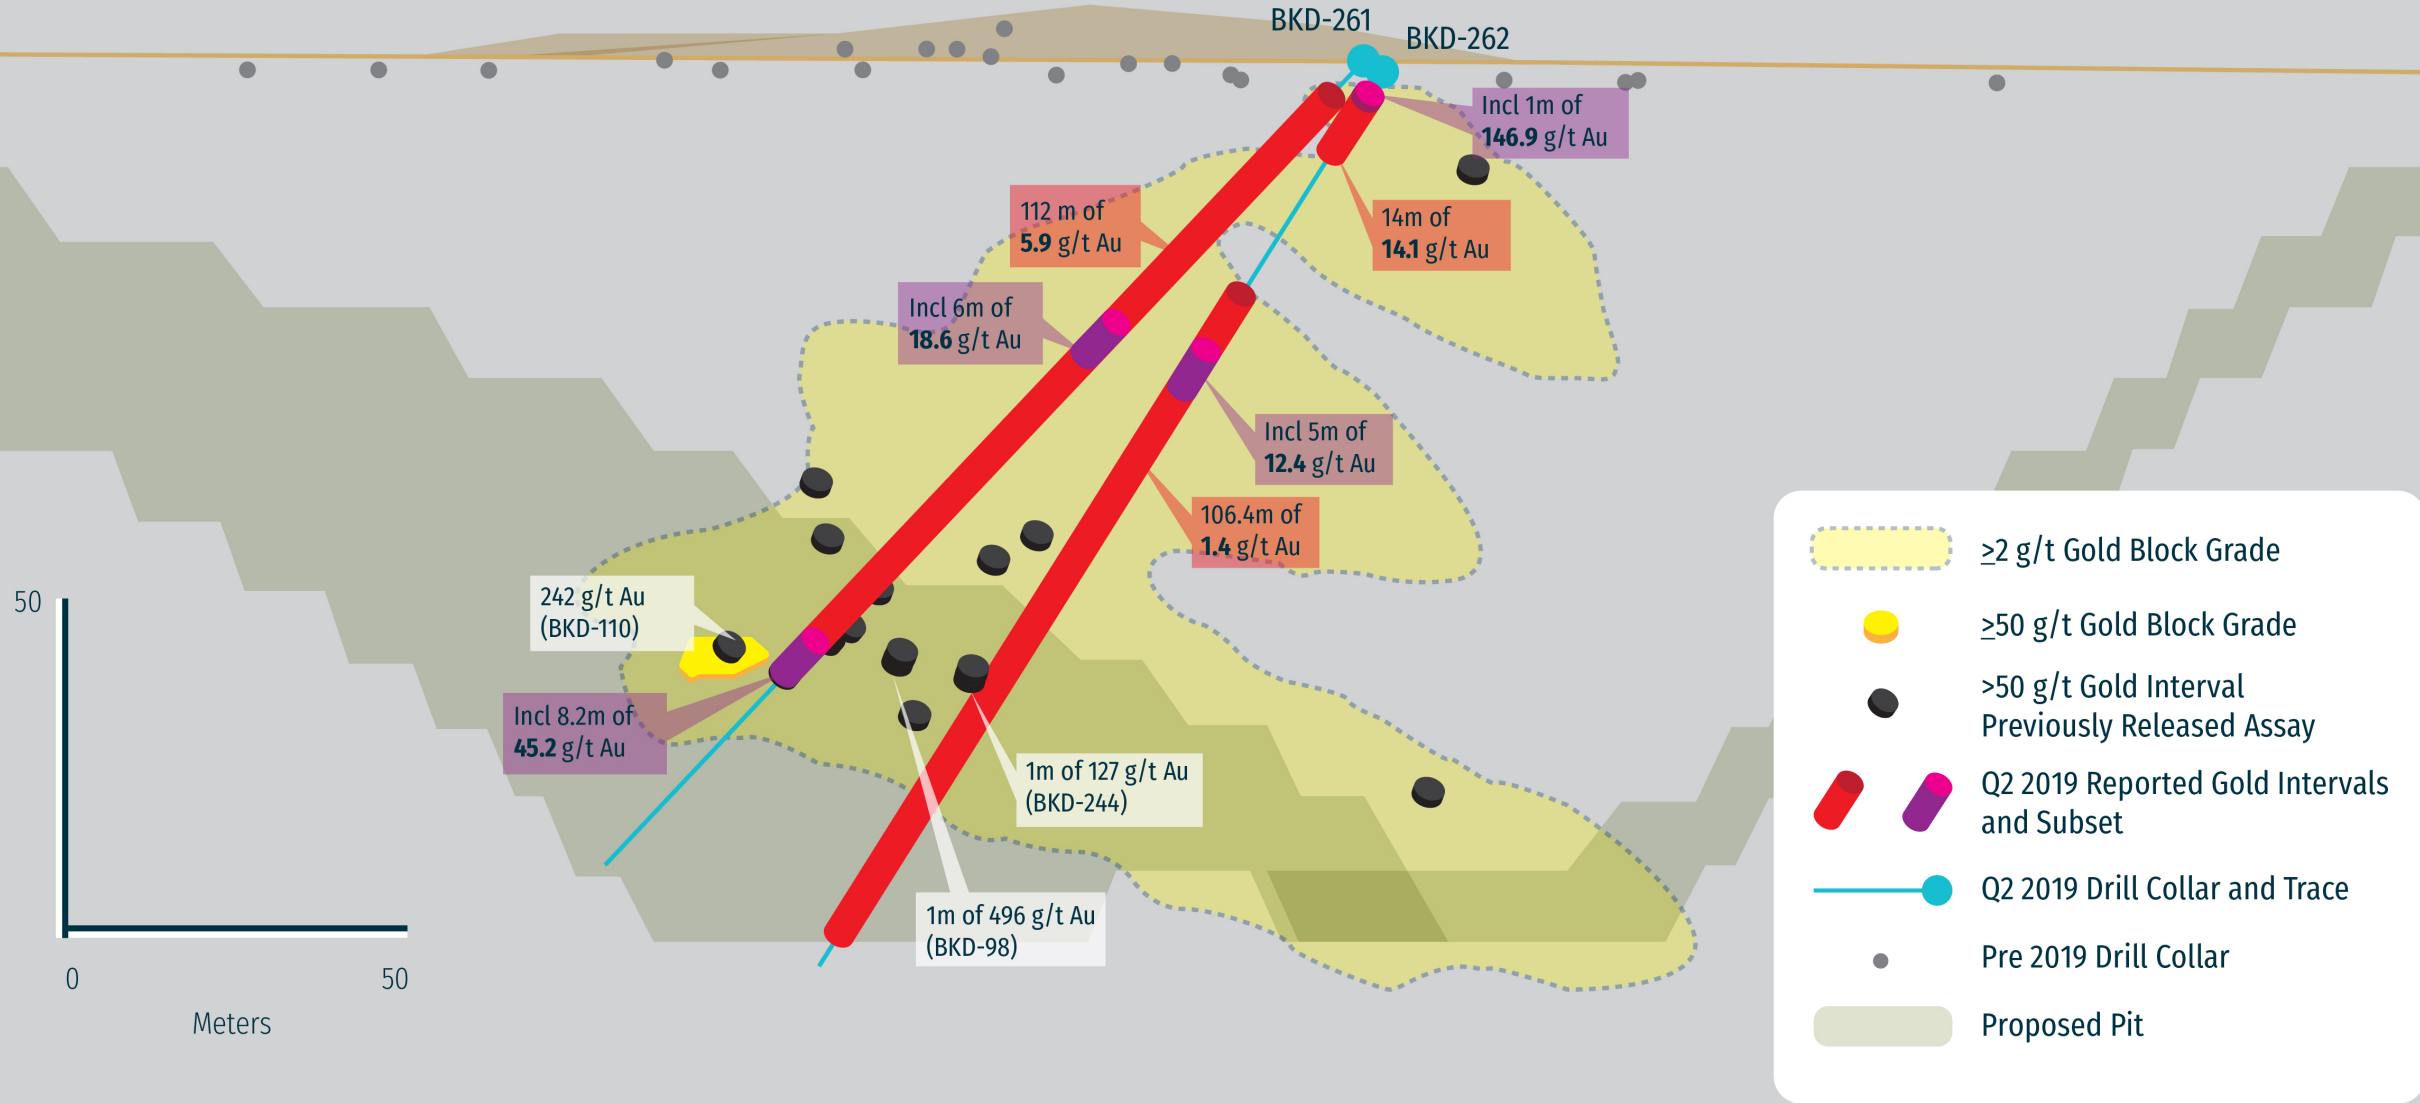 BKD-261
BKD-262
Incl 1m of
146.9 g/t Au
112 m of
5.9 g/t Au
14m of
14.1 g/t Au
Incl 6m of
18.6 g/t Au
Incl 5m of
12.4 g/t Au
106.4m of
1.4 g/t Au
242 g/t Au
(BKD-110)
Incl 8.2m of
45.2 g/t Au
1m of 127 g/t Au
(BKD-244)
1m of 496 g/t Au
(BKD-98)
50
0
50
Meters
≥2 g/t Gold Block Grade
≥50 g/t Gold Block Grade
>50 g/t Gold Interval
Previously Released Assay
Q2 2019 Reported Gold Intervals
and Subset
Q2 2019 Drill Collar and Trace
Pre 2019 Drill Collar
Proposed Pit